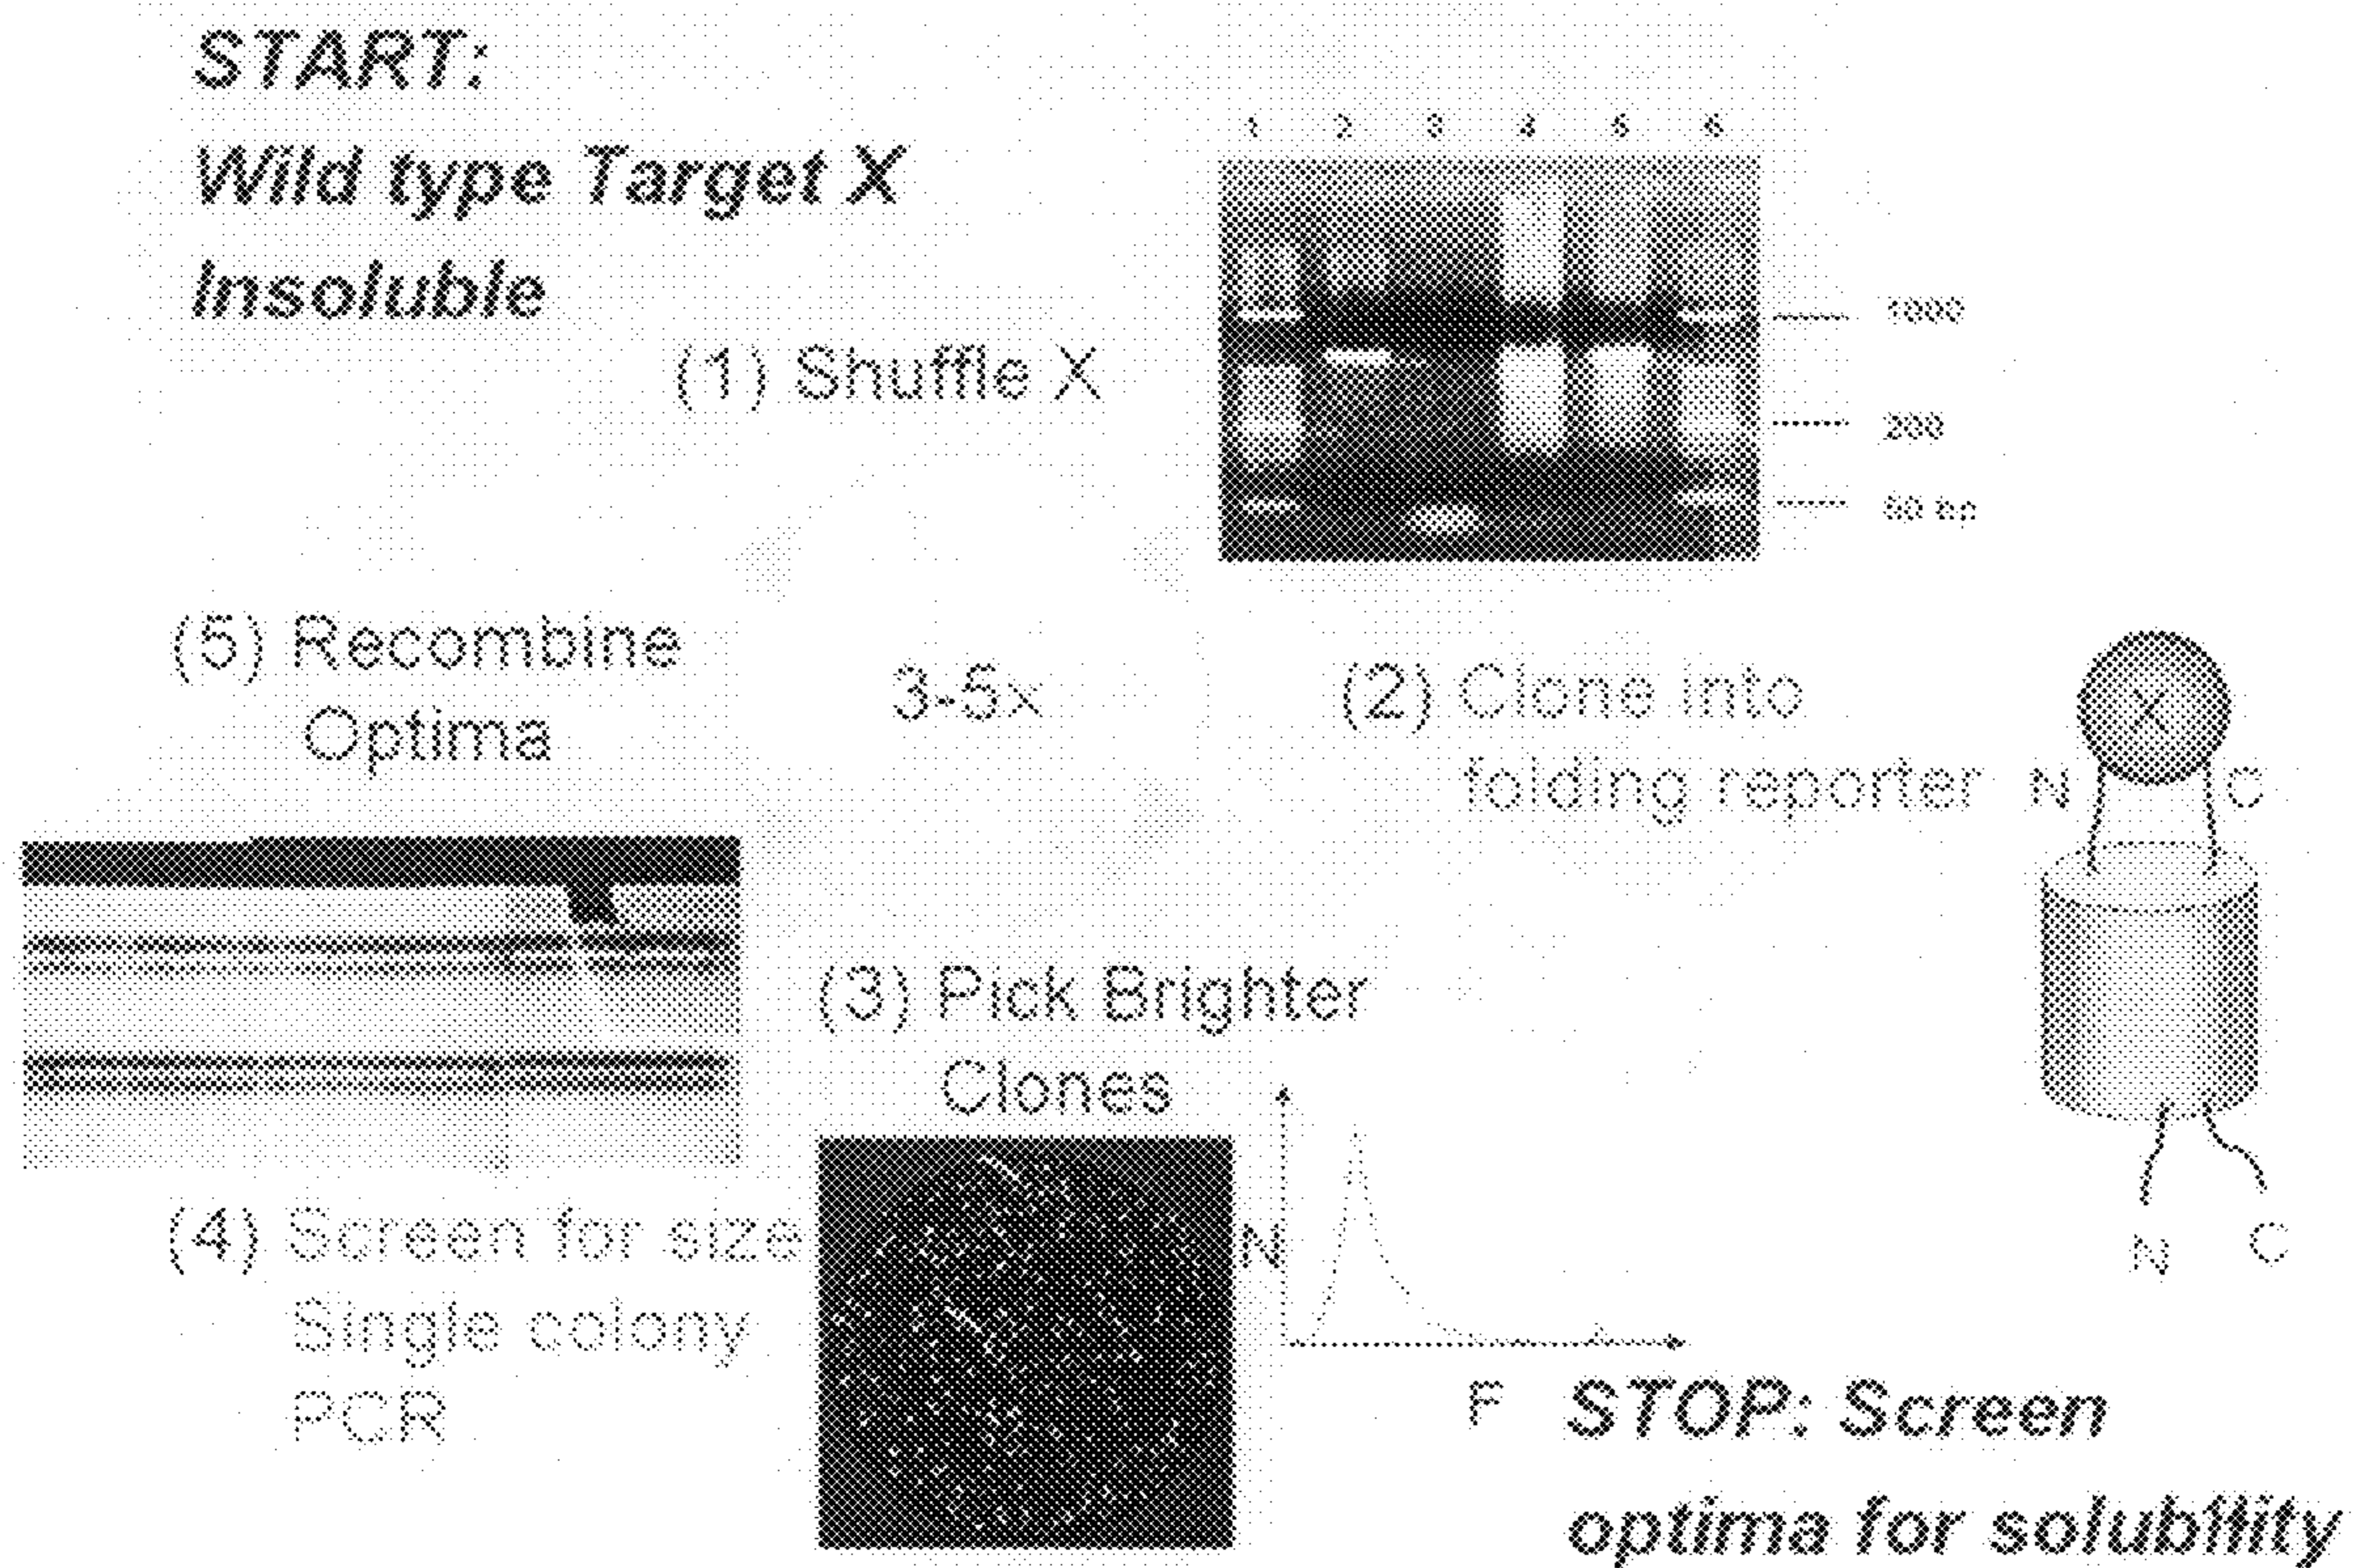 START:
Wild type Target X
Insoluble
(1) Shuffle X
1 2 3 4 5 6
1000
200
50 bp
(5) Recombine
Optima
3-5x
(2) Clone into
folding reporter
X
N C
(3) Pick Brighter
Clones
(4) Screen for size
Single colony
PCR
N
F
N C
STOP: Screen
optima for solubility